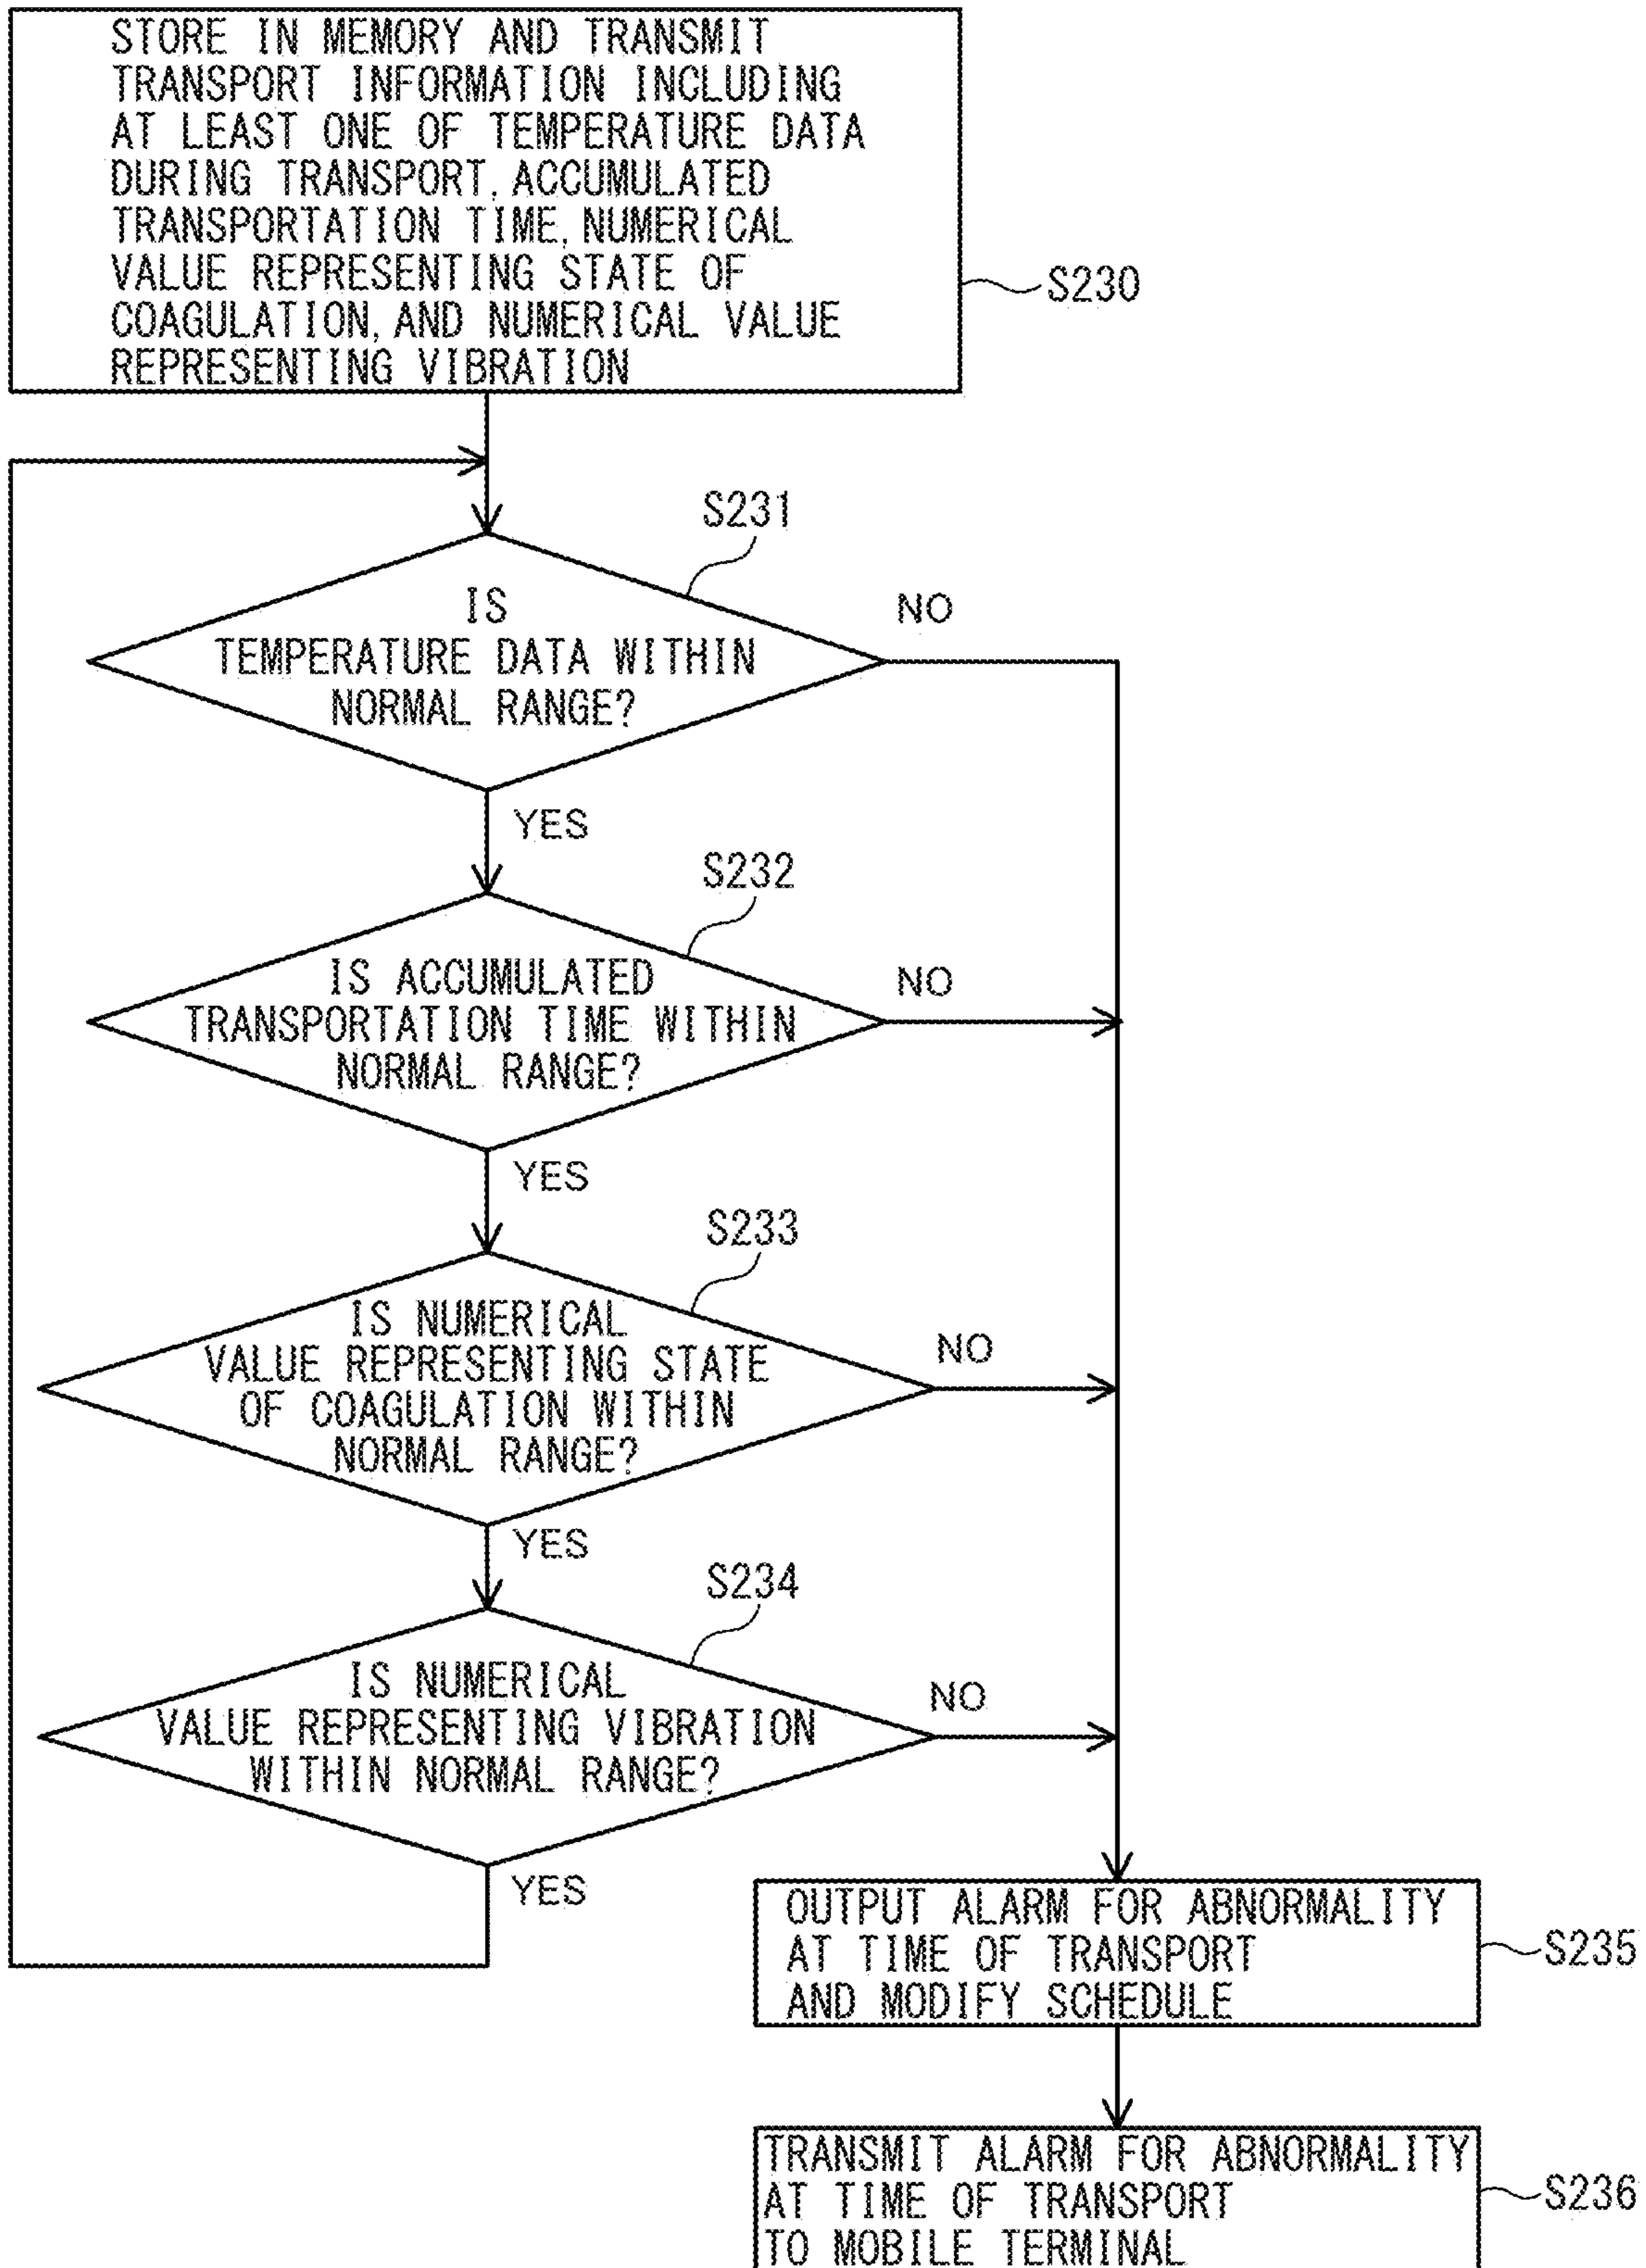 STORE IN MEMORY AND TRANSMIT
TRANSPORT INFORMATION INCLUDING
AT LEAST ONE OF TEMPERATURE DATA
DURING TRANSPORT, ACCUMULATED
TRANSPORTATION TIME, NUMERICAL
VALUE REPRESENTING STATE OF
COAGULATION, AND NUMERICAL VALUE
REPRESENTING VIBRATION
S230
S231
IS
TEMPERATURE DATA WITHIN
NORMAL RANGE?
NO
YES
S232
IS ACCUMULATED
TRANSPORTATION TIME WITHIN
NORMAL RANGE?
NO
YES
S233
IS NUMERICAL
VALUE REPRESENTING STATE
OF COAGULATION WITHIN
NORMAL RANGE?
NO
YES
S234
IS NUMERICAL
VALUE REPRESENTING VIBRATION
WITHIN NORMAL RANGE?
NO
YES
OUTPUT ALARM FOR ABNORMALITY
AT TIME OF TRANSPORT
AND MODIFY SCHEDULE
S235
TRANSMIT ALARM FOR ABNORMALITY
AT TIME OF TRANSPORT
TO MOBILE TERMINAL
S236